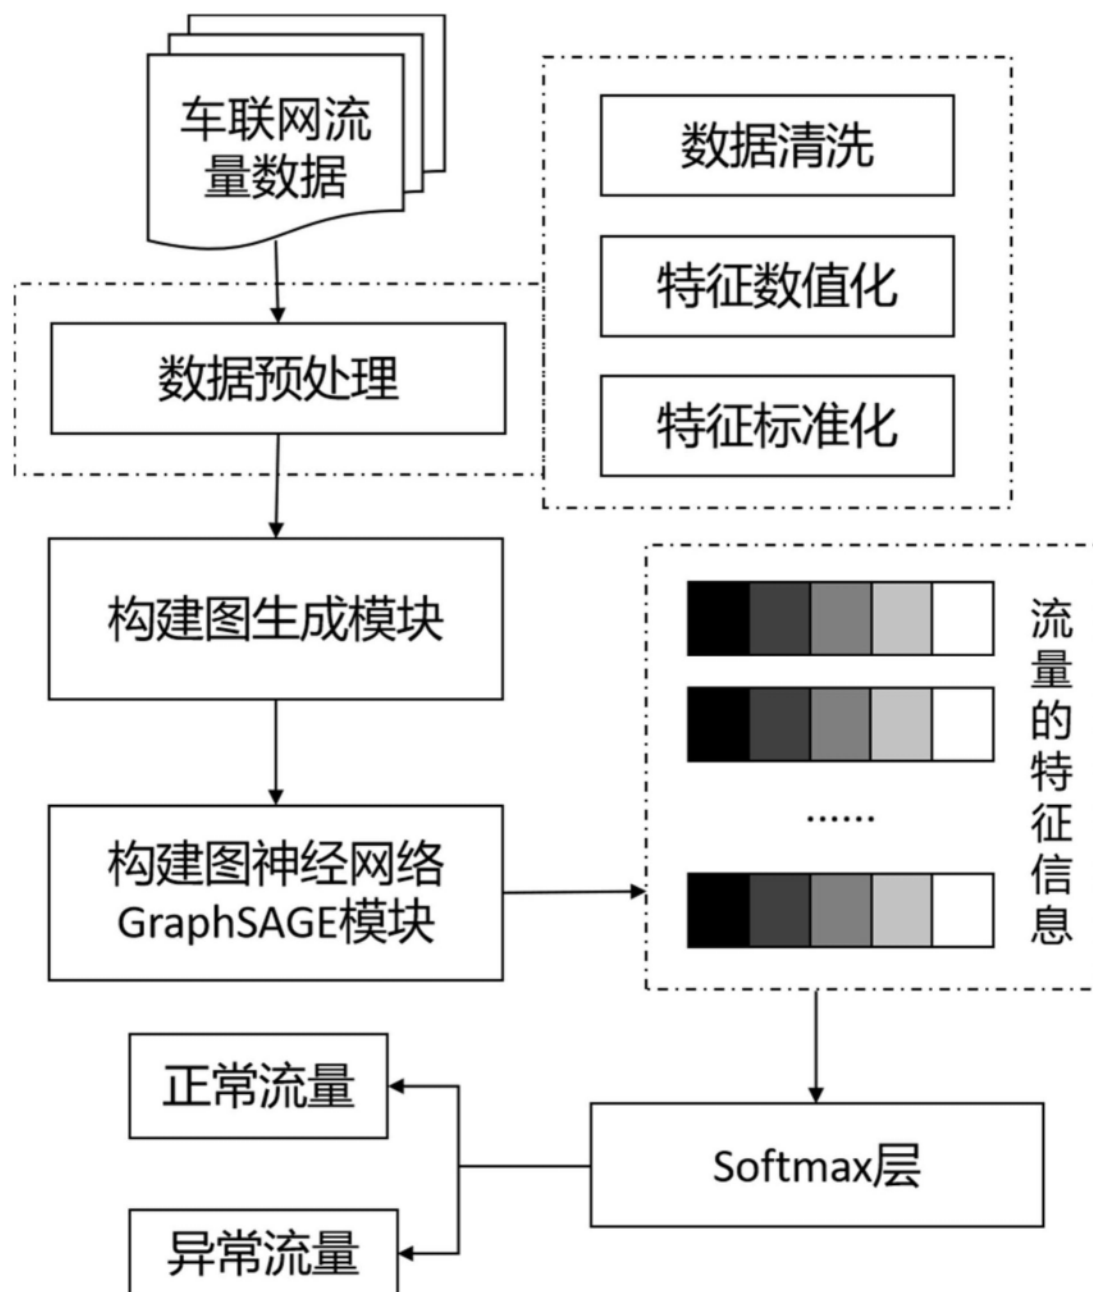 车联网流
量数据
数据清洗
特征数值化
特征标准化
数据预处理
构建图生成模块
构建图神经网络
GraphSAGE模块
流量的特征信息
......
Softmax层
正常流量
异常流量